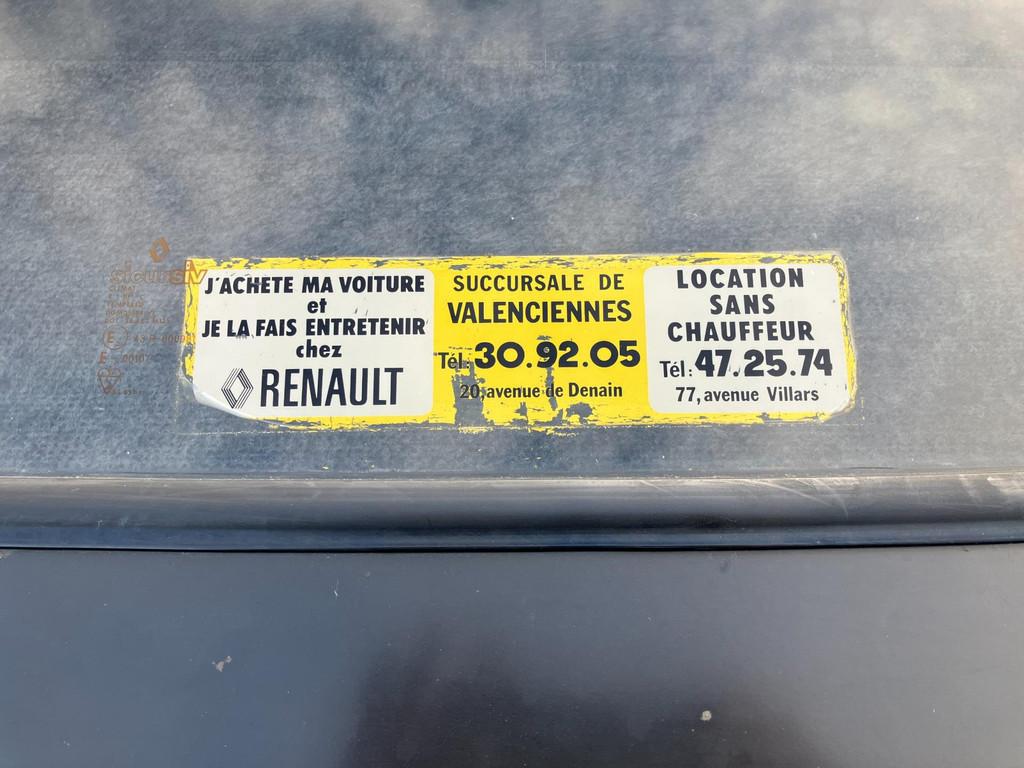 sicursiv
J'ACHETE MA VOITURE
et
JE LA FAIS ENTRETENIR
chez
RENAULT
SUCCURSALE DE
VALENCIENNES
Tél: 30.92.05
20, avenue de Denain
LOCATION
SANS
CHAUFFEUR
Tél: 47.25.74
77, avenue Villars